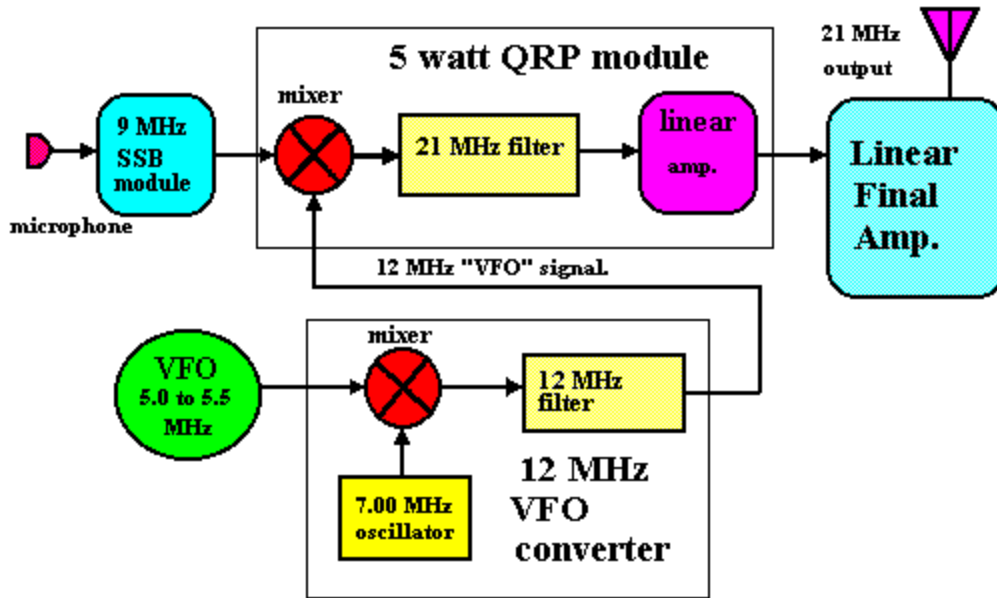 5 watt QRP module
21 MHz
output
mixer
9 MHz
SSB
module
21 MHz filter
linear
amp.
Linear
Final
Amp.
microphone
12 MHz "VFO" signal.
mixer
VFO
5.0 to 5.5
MHz
12 MHz
filter
7.00 MHz
oscillator
12 MHz
VFO
converter